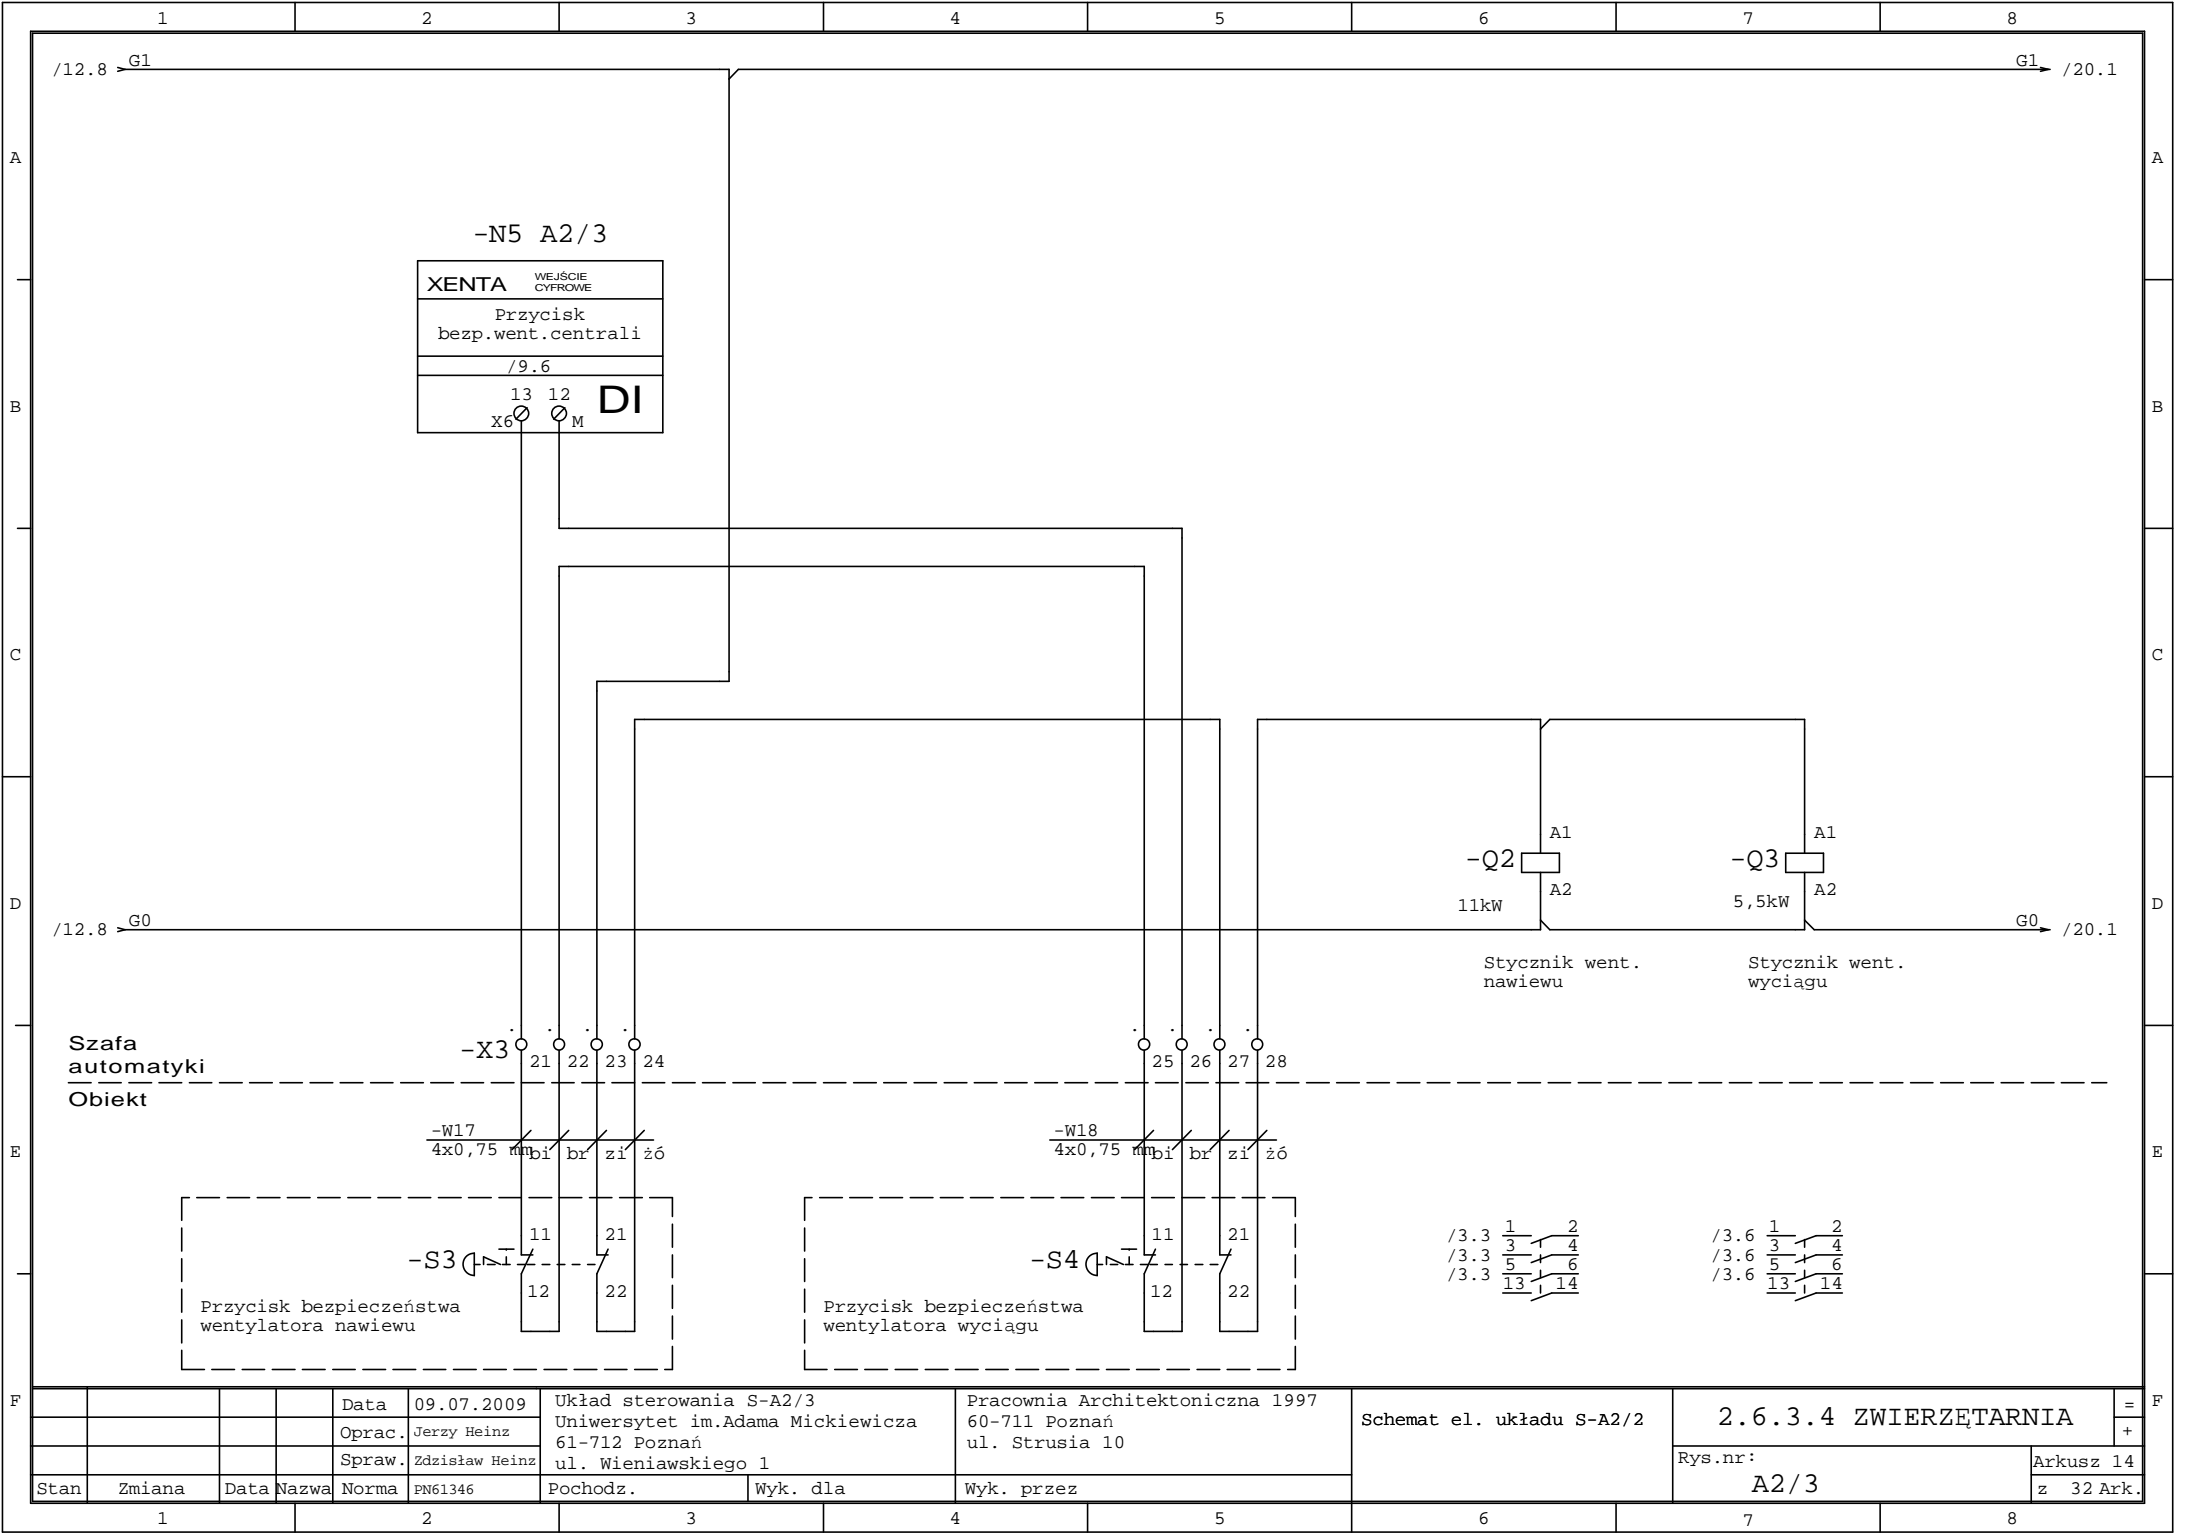 1 2 3 4 5 6 7 8
/12.8 G1 G1 /20.1
A A
-N5 A2/3
XENTA WEJŚCIE
CYFROWE
Przycisk
bezp.went.centrali
/9.6
13 12 DI
X6 M
B B
C C
A1 A1
-Q2 -Q3
A2 A2
11kW 5,5kW
D D
/12.8 G0 G0 /20.1
Stycznik went. Stycznik went.
nawiewu wyciągu
Szafa
automatyki
-X3 21 22 23 24 25 26 27 28
Obiekt
-W17 -W18
4x0,75 mm bi br zi żó 4x0,75 mm bi br zi żó
E E
11 21 11 21
-S3 -S4
12 22 12 22
Przycisk bezpieczeństwa
wentylatora nawiewu
Przycisk bezpieczeństwa
wentylatora wyciągu
/3.3 1 2 /3.6 1 2
/3.3 3 4 /3.6 3 4
/3.3 5 6 /3.6 5 6
13 14 13 14
F F
Data 09.07.2009
Oprac. Jerzy Heinz
Spraw. Zdzisław Heinz
Stan Zmiana Data Nazwa Norma PN61346
Układ sterowania S-A2/3
Uniwersytet im.Adama Mickiewicza
61-712 Poznań
ul. Wieniawskiego 1
Pochodz. Wyk. dla Wyk. przez
Pracownia Architektoniczna 1997
60-711 Poznań
ul. Strusia 10
Schemat el. układu S-A2/2
2.6.3.4 ZWIERZĘTARNIA
=
+
Rys.nr:
A2/3
Arkusz 14
z 32 Ark.
1 2 3 4 5 6 7 8